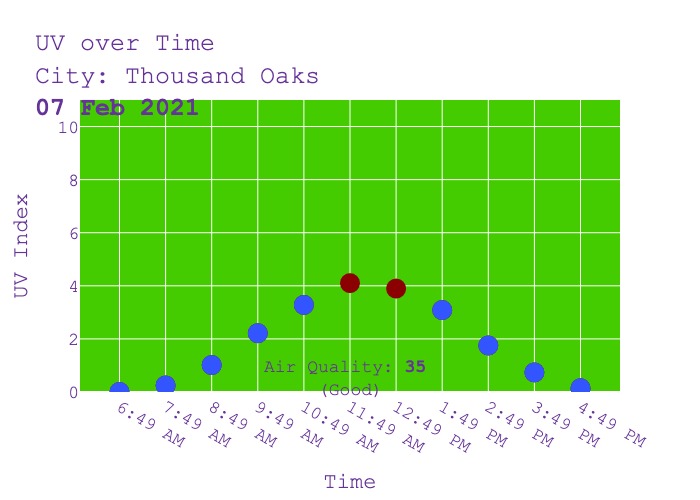 UV over Time
City: Thousand Oaks
07 Feb 2021
10
8
6
4
2
0
UV Index
Air Quality: 35
(Good)
6:49 AM
7:49 AM
8:49 AM
9:49 AM
10:49 AM
11:49 AM
12:49 PM
1:49 PM
2:49 PM
3:49 PM
4:49 PM
Time